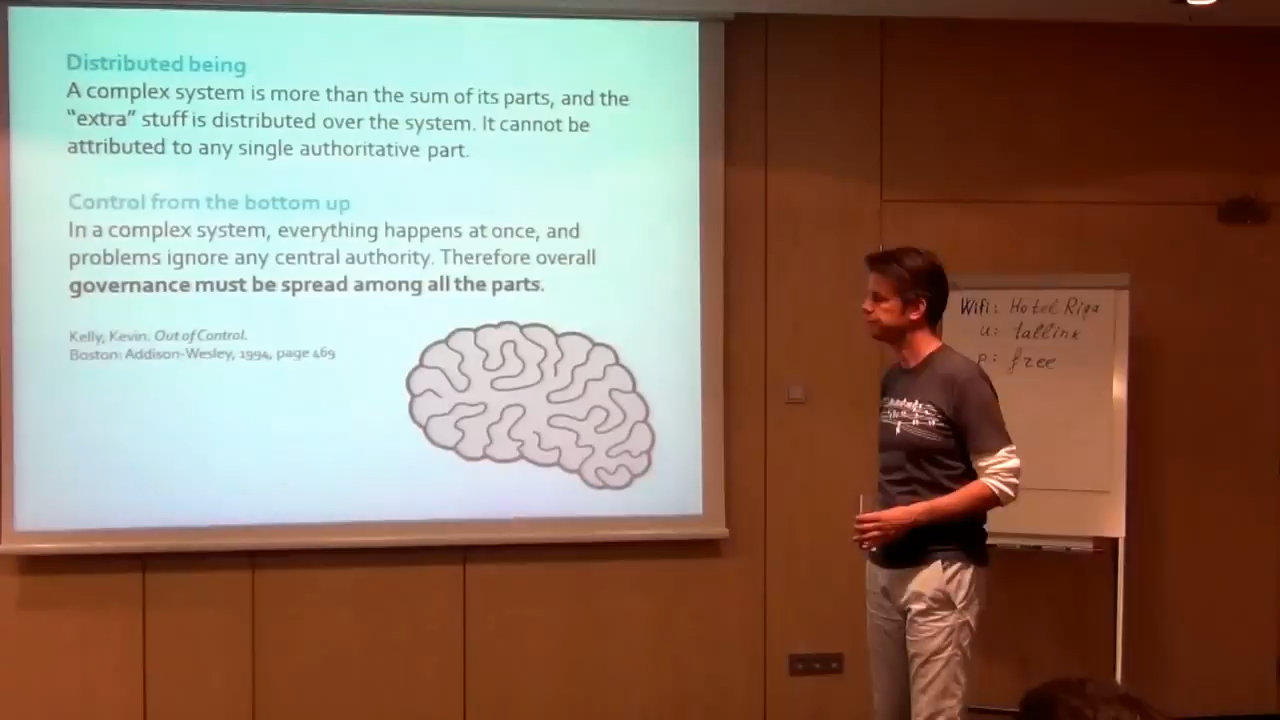 Distributed being
A complex system is more than the sum of its parts, and the
“extra” stuff is distributed over the system. It cannot be
attributed to any single authoritative part.
Control from the bottom up
In a complex system, everything happens at once, and
problems ignore any central authority. Therefore overall
governance must be spread among all the parts.
Kelly, Kevin. Out of Control.
Boston: Addison-Wesley, 1994, page 469
Wifi: Hotel Riga
u: tallink
p: free